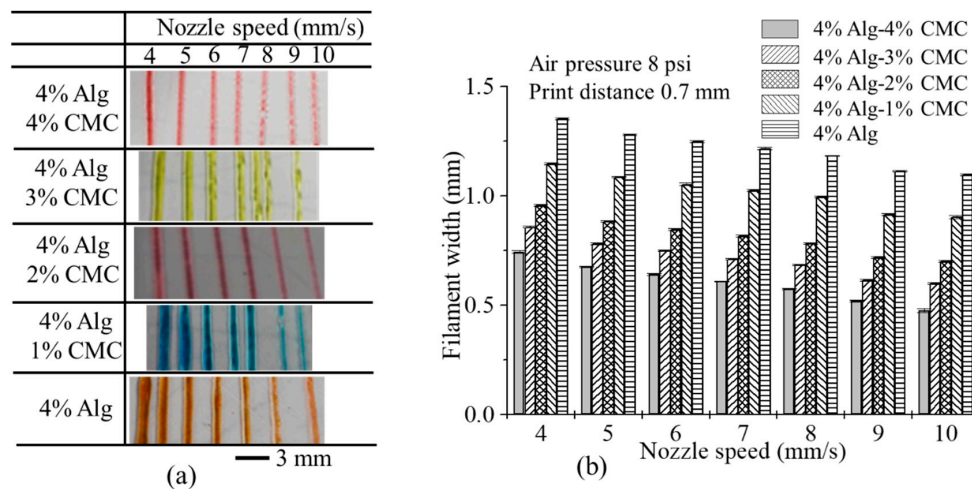 Nozzle speed (mm/s)
4 5 6 7 8 9 10
4% Alg
4% CMC
4% Alg
3% CMC
4% Alg
2% CMC
4% Alg
1% CMC
4% Alg
3 mm
(a)
4% Alg-4% CMC
4% Alg-3% CMC
4% Alg-2% CMC
4% Alg-1% CMC
4% Alg
Air pressure 8 psi
Print distance 0.7 mm
1.5
1.0
0.5
0.0
Filament width (mm)
4 5 6 7 8 9 10
Nozzle speed (mm/s)
(b)